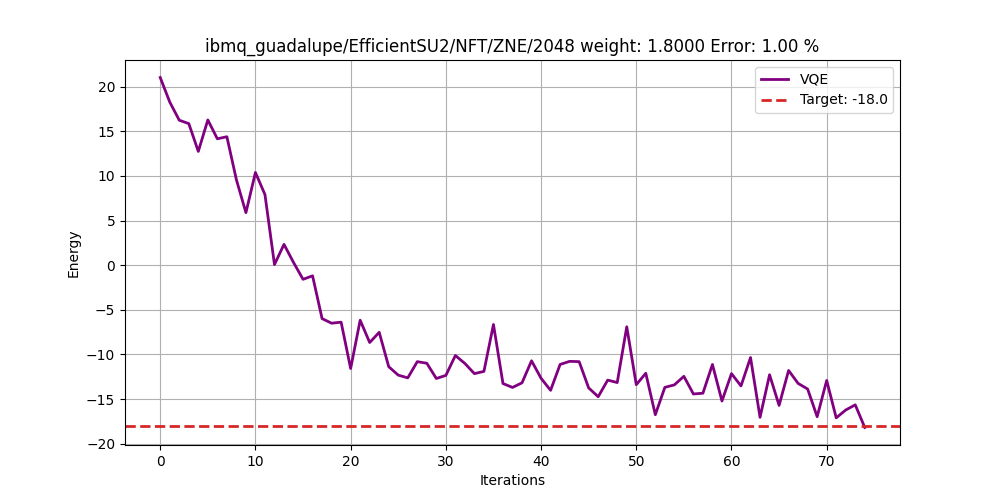 ibmq_guadalupe/EfficientSU2/NFT/ZNE/2048 weight: 1.8000 Error: 1.00 %
VQE
Target: -18.0
Energy
20
15
10
5
0
−5
−10
−15
−20
0 10 20 30 40 50 60 70
Iterations